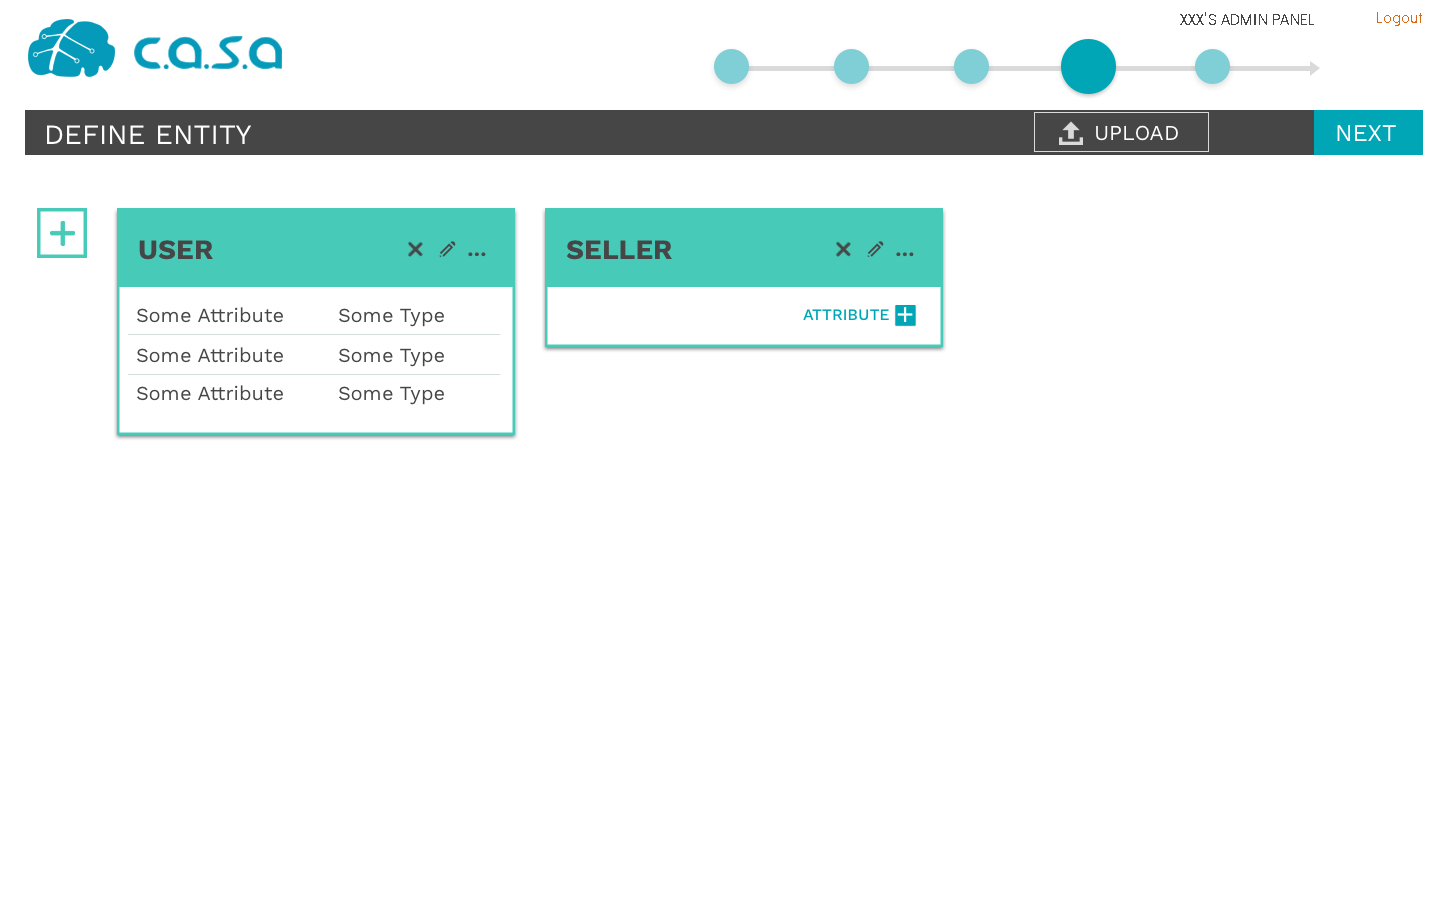 XXX'S ADMIN PANEL
Logout
c.a.s.a
DEFINE ENTITY
UPLOAD
NEXT
USER
...
Some Attribute Some Type
Some Attribute Some Type
Some Attribute Some Type
SELLER
...
ATTRIBUTE